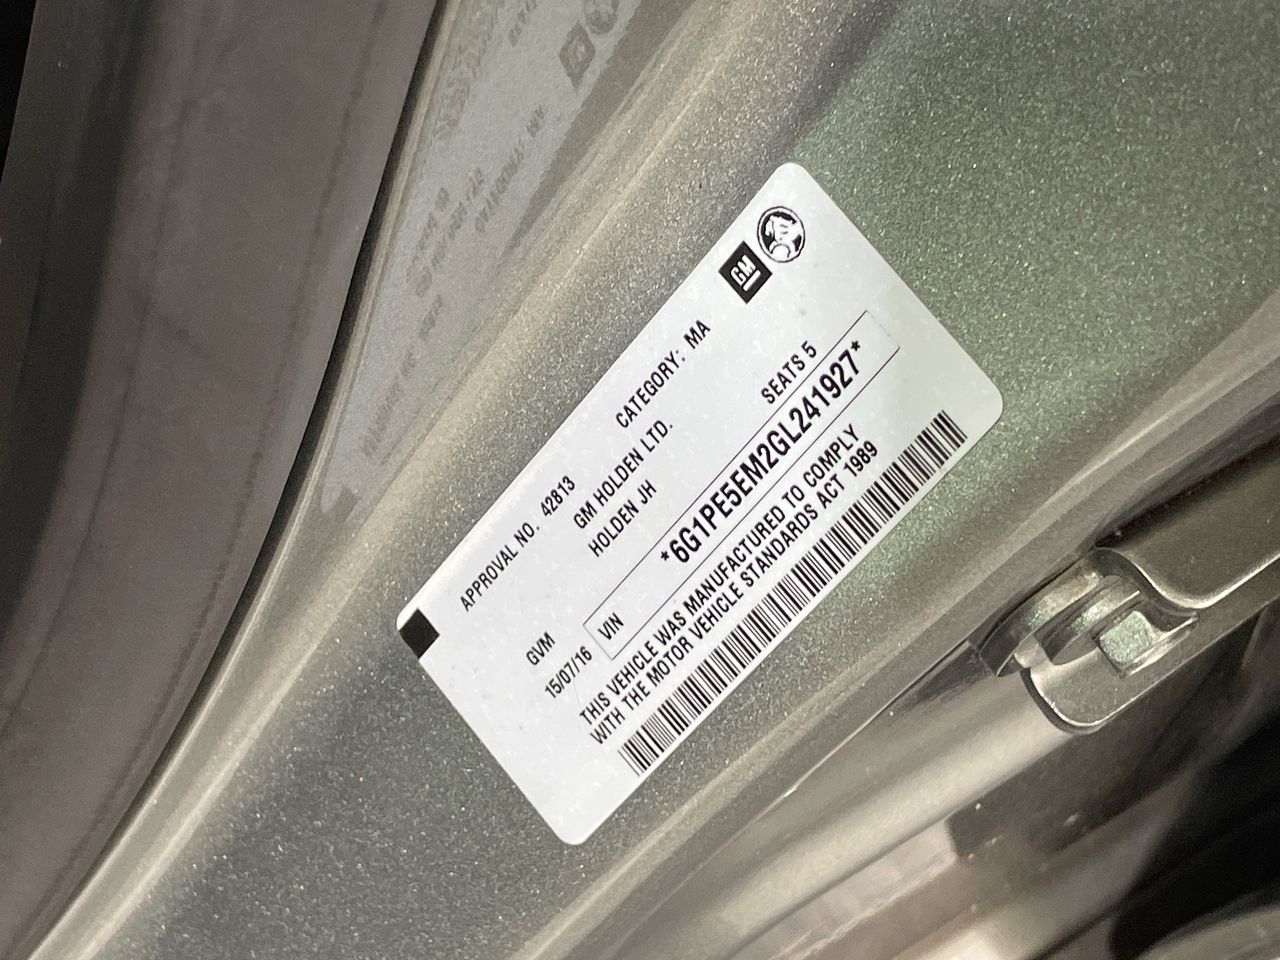 GM
APPROVAL NO. 42813 CATEGORY: MA
GM HOLDEN LTD.
HOLDEN JH
GVM SEATS 5
15/07/16
VIN *6G1PE5EM2GL241927*
THIS VEHICLE WAS MANUFACTURED TO COMPLY
WITH THE MOTOR VEHICLE STANDARDS ACT 1989